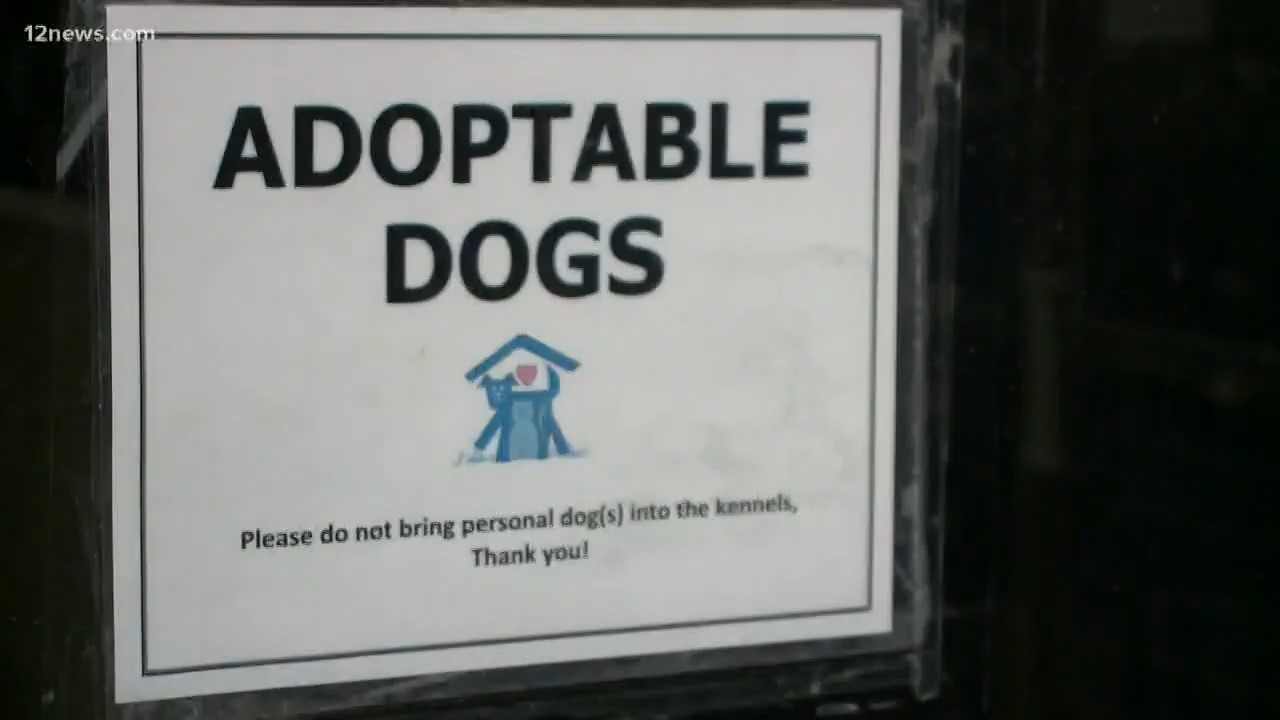 12news.com
ADOPTABLE
DOGS
Please do not bring personal dog(s) into the kennels,
Thank you!